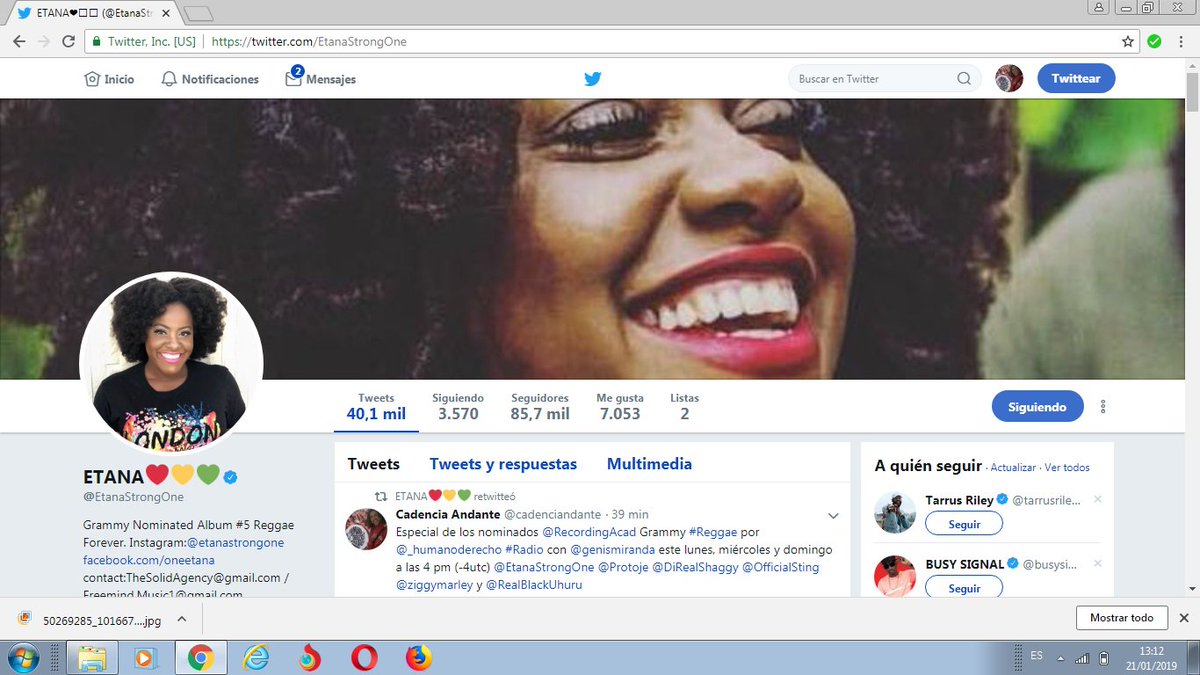 ETANA❤□□ (@EtanaStr
Twitter, Inc. [US] | https://twitter.com/EtanaStrongOne
Inicio
Notificaciones
2
Mensajes
Buscar en Twitter
Twittear
LONDON
Tweets
40,1 mil
Siguiendo
3.570
Seguidores
85,7 mil
Me gusta
7.053
Listas
2
Siguiendo
ETANA❤️💛💚
@EtanaStrongOne
Grammy Nominated Album #5 Reggae
Forever. Instagram:@etanastrongone
facebook.com/oneetana
contact:TheSolidAgency@gmail.com /
Freemind.Music1@gmail.com
Tweets
Tweets y respuestas
Multimedia
ETANA❤️💛💚 retwitteó
Cadencia Andante @cadenciandante · 39 min
Especial de los nominados @RecordingAcad Grammy #Reggae por
@_humanoderecho #Radio con @genismiranda este lunes, miércoles y domingo
a las 4 pm (-4utc) @EtanaStrongOne @Protoje @DiRealShaggy @OfficialSting
@ziggymarley y @RealBlackUhuru
A quién seguir · Actualizar · Ver todos
Tarrus Riley @tarrusrile...
Seguir
BUSY SIGNAL @busysi...
Seguir
50269285_101667....jpg
Mostrar todo
ES
13:12
21/01/2019